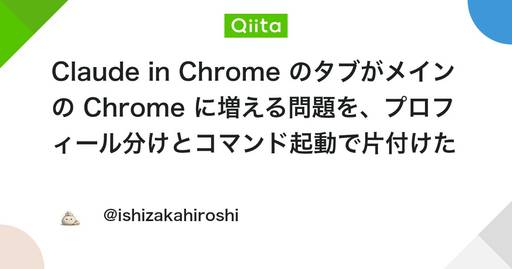 Qiita
Claude in Chrome のタブがメイン
の Chrome に増える問題を、プロフ
ィール分けとコマンド起動で片付けた
@ishizakahiroshi